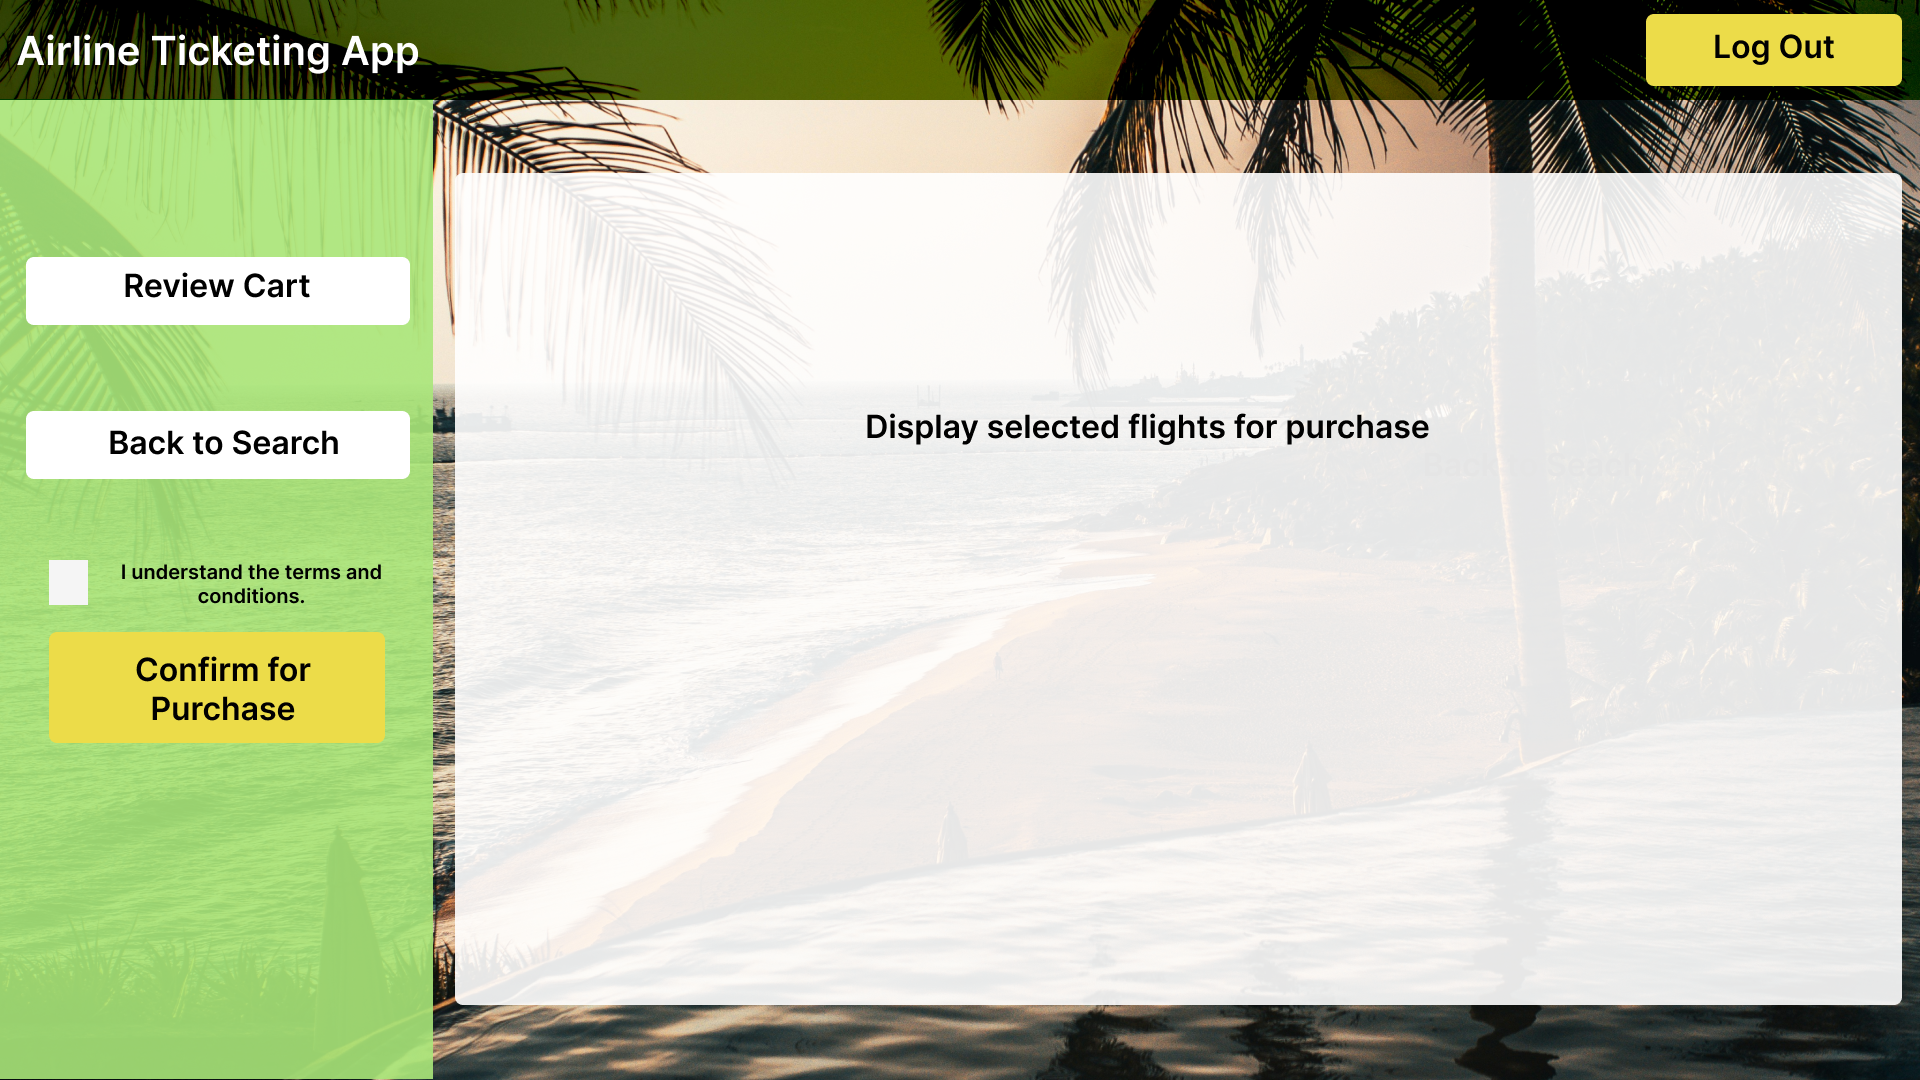 Airline Ticketing App
Log Out
Review Cart
Back to Search
Display selected flights for purchase
I understand the terms and
conditions.
Confirm for
Purchase